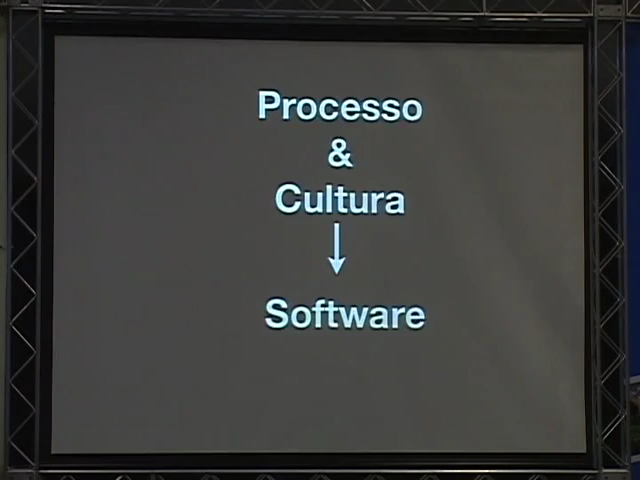 Processo
&
Cultura
↓
Software